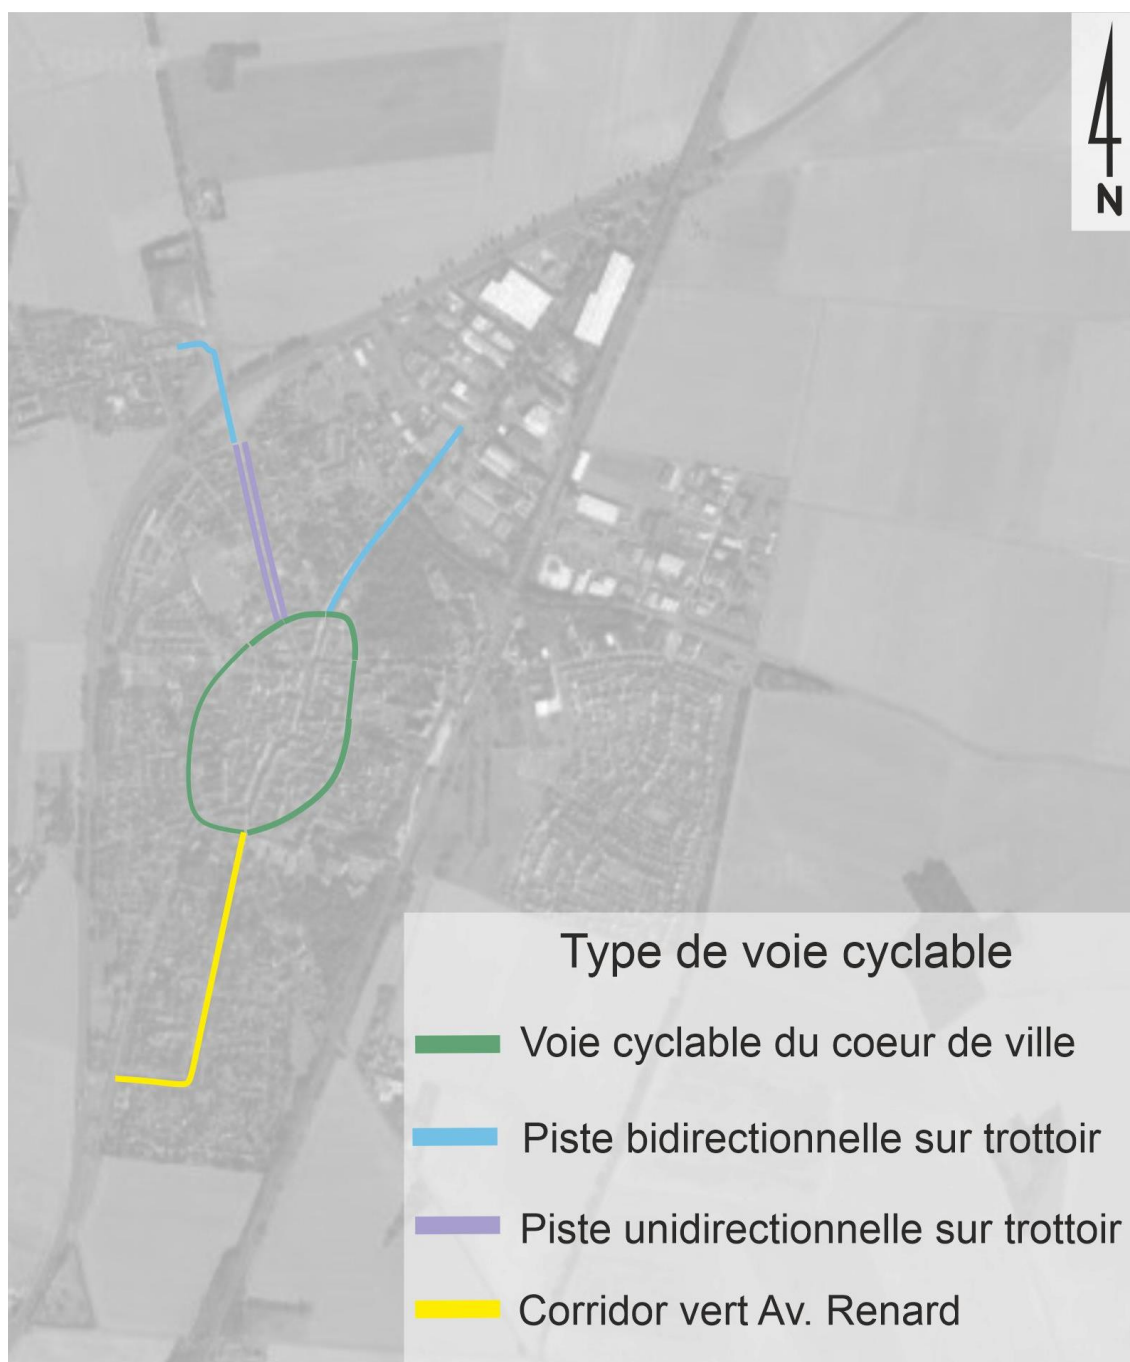 N
Type de voie cyclable
Voie cyclable du coeur de ville
Piste bidirectionnelle sur trottoir
Piste unidirectionnelle sur trottoir
Corridor vert Av. Renard